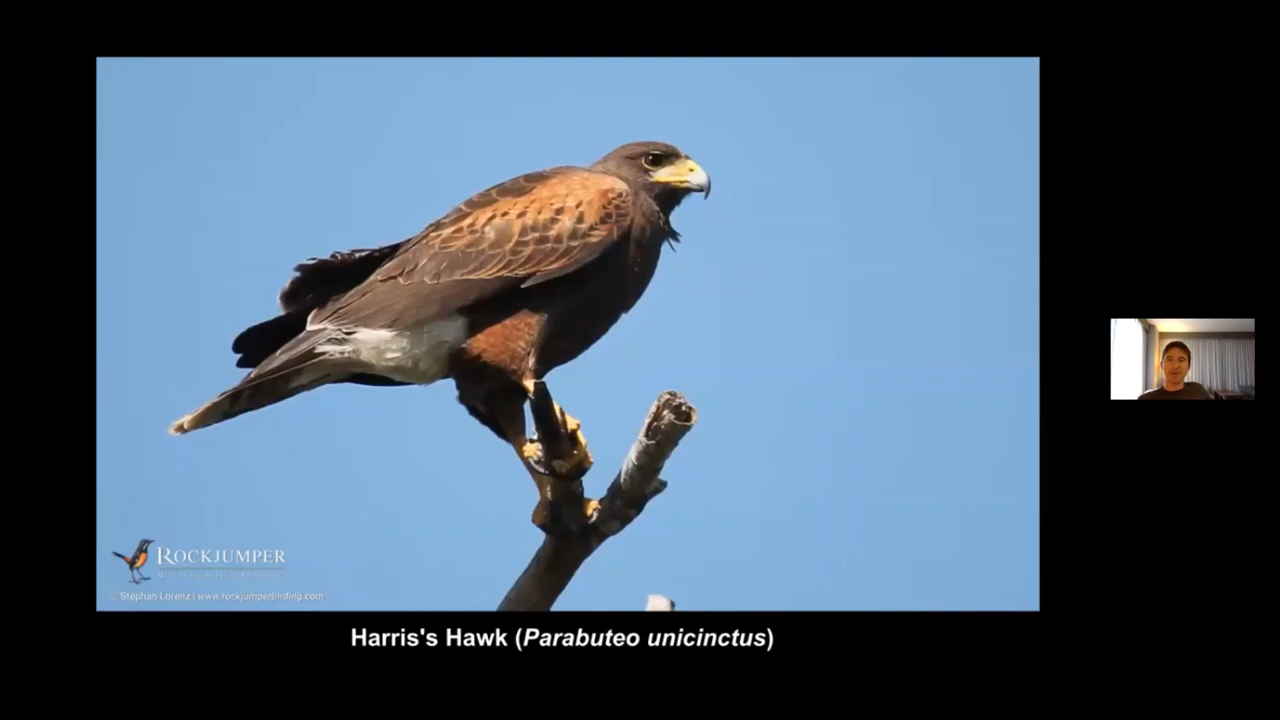 ROCKJUMPER
© Stephan Lorenz | www.rockjumperbirding.com
Harris's Hawk (Parabuteo unicinctus)